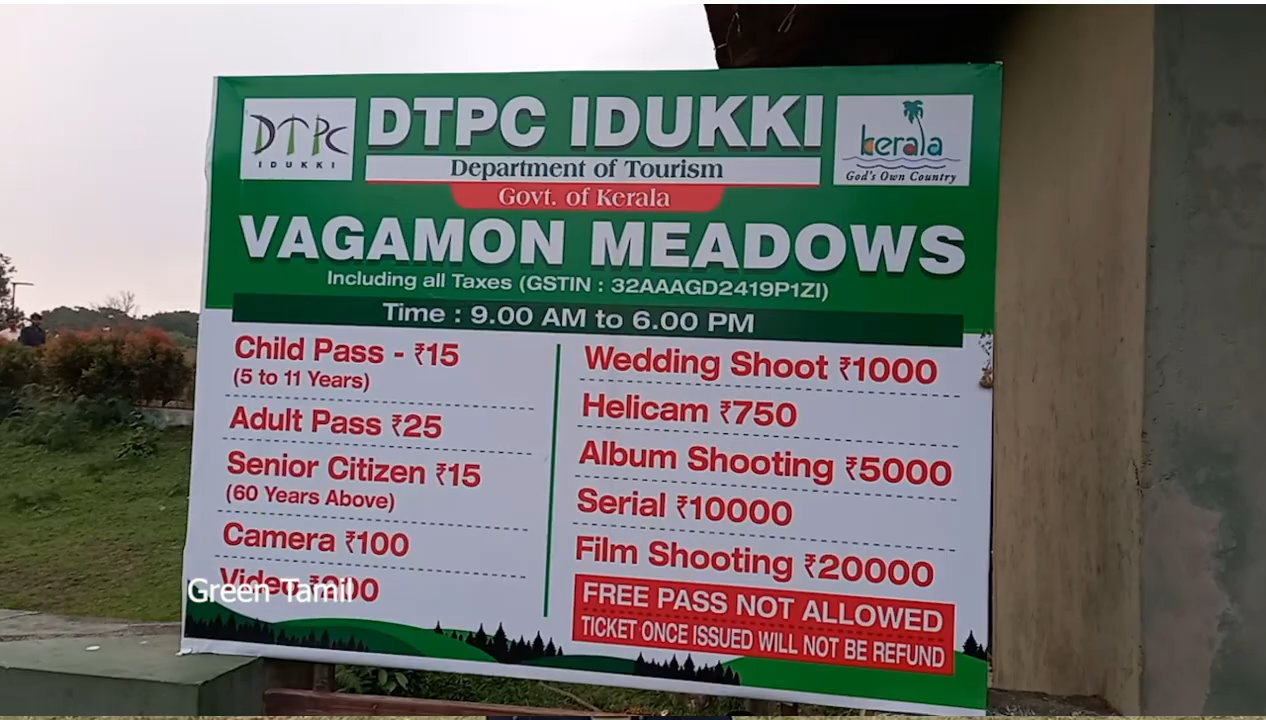 DTPC
IDUKKI
DTPC IDUKKI
Department of Tourism
Govt. of Kerala
kerala
God's Own Country
VAGAMON MEADOWS
Including all Taxes (GSTIN : 32AAAGD2419P1ZI)
Time : 9.00 AM to 6.00 PM
Child Pass - ₹15
(5 to 11 Years)
Adult Pass ₹25
Senior Citizen ₹15
(60 Years Above)
Camera ₹100
Video
Green Tamil
Wedding Shoot ₹1000
Helicam ₹750
Album Shooting ₹5000
Serial ₹10000
Film Shooting ₹20000
FREE PASS NOT ALLOWED
TICKET ONCE ISSUED WILL NOT BE REFUND